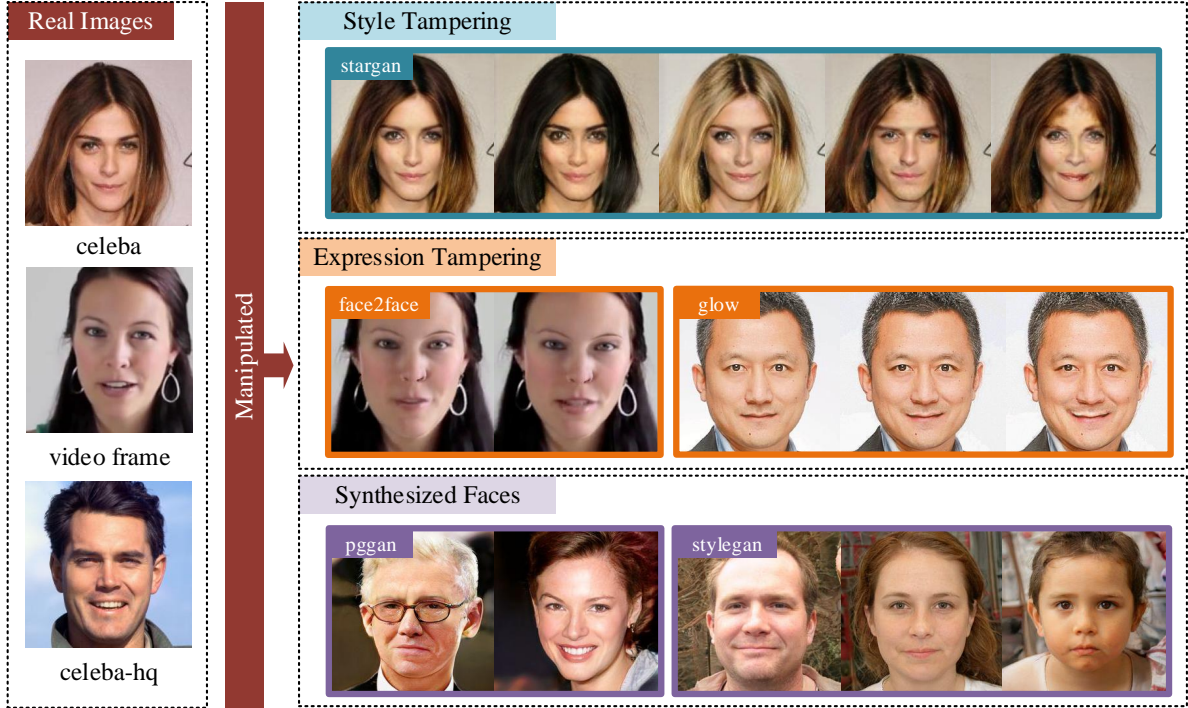 Real Images
celeba
video frame
celeba-hq
Manipulated
Style Tampering
stargan
Expression Tampering
face2face
glow
Synthesized Faces
pggan
stylegan